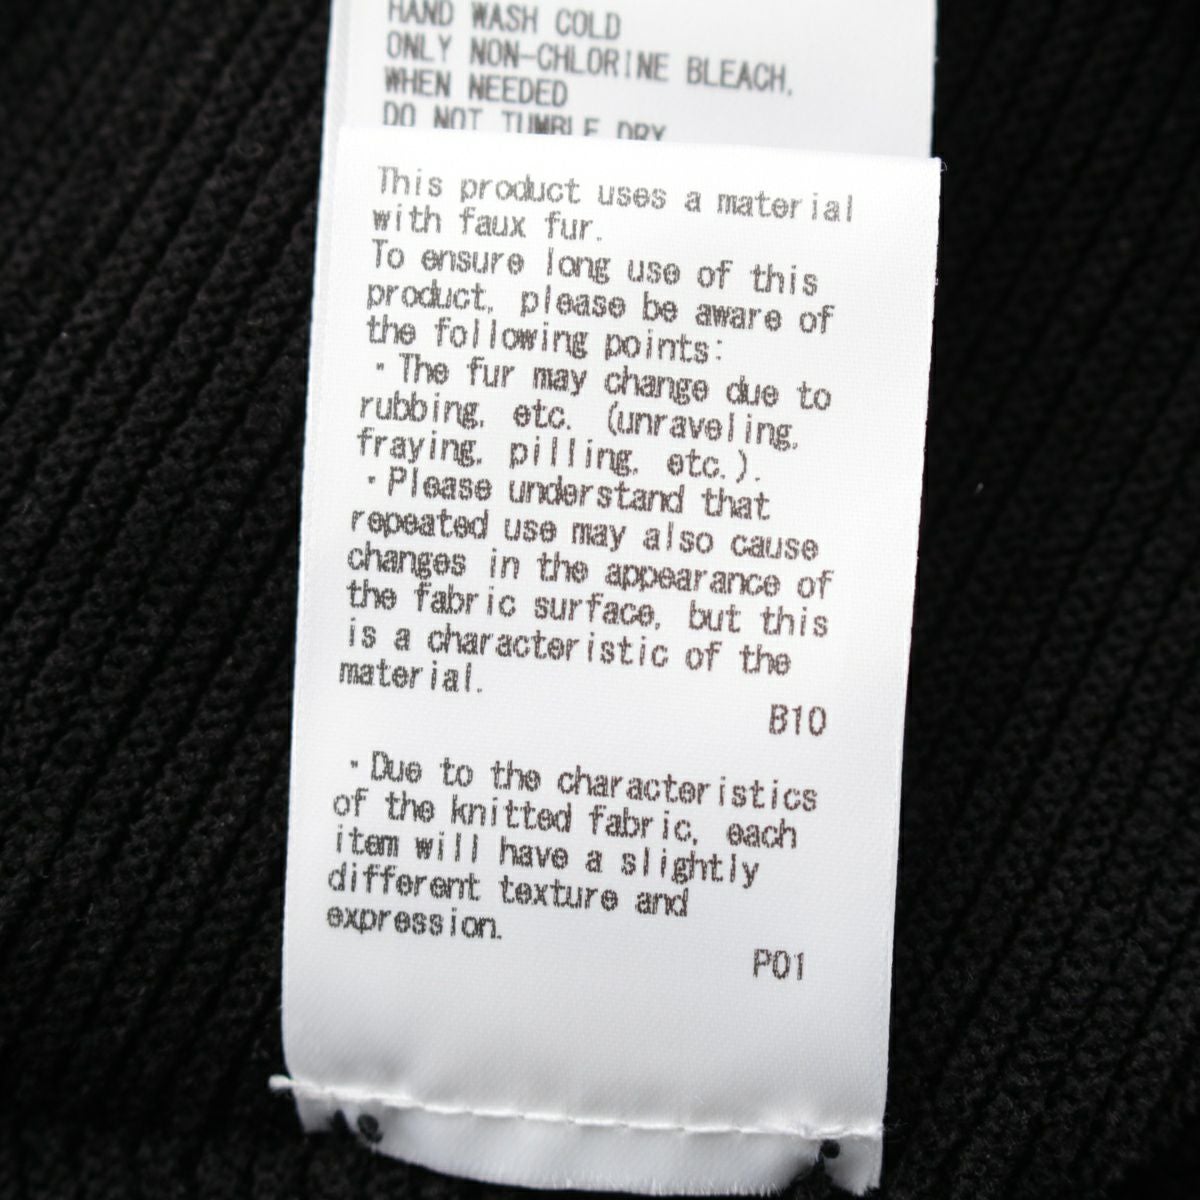 HAND WASH COLD
ONLY NON-CHLORINE BLEACH,
WHEN NEEDED
DO NOT TUMBLE DRY
This product uses a material
with faux fur.
To ensure long use of this
product, please be aware of
the following points:
・The fur may change due to
rubbing, etc. (unraveling,
fraying, pilling, etc.).
・Please understand that
repeated use may also cause
changes in the appearance of
the fabric surface, but this
is a characteristic of the
material.
B10
・Due to the characteristics
of the knitted fabric, each
item will have a slightly
different texture and
expression.
P01